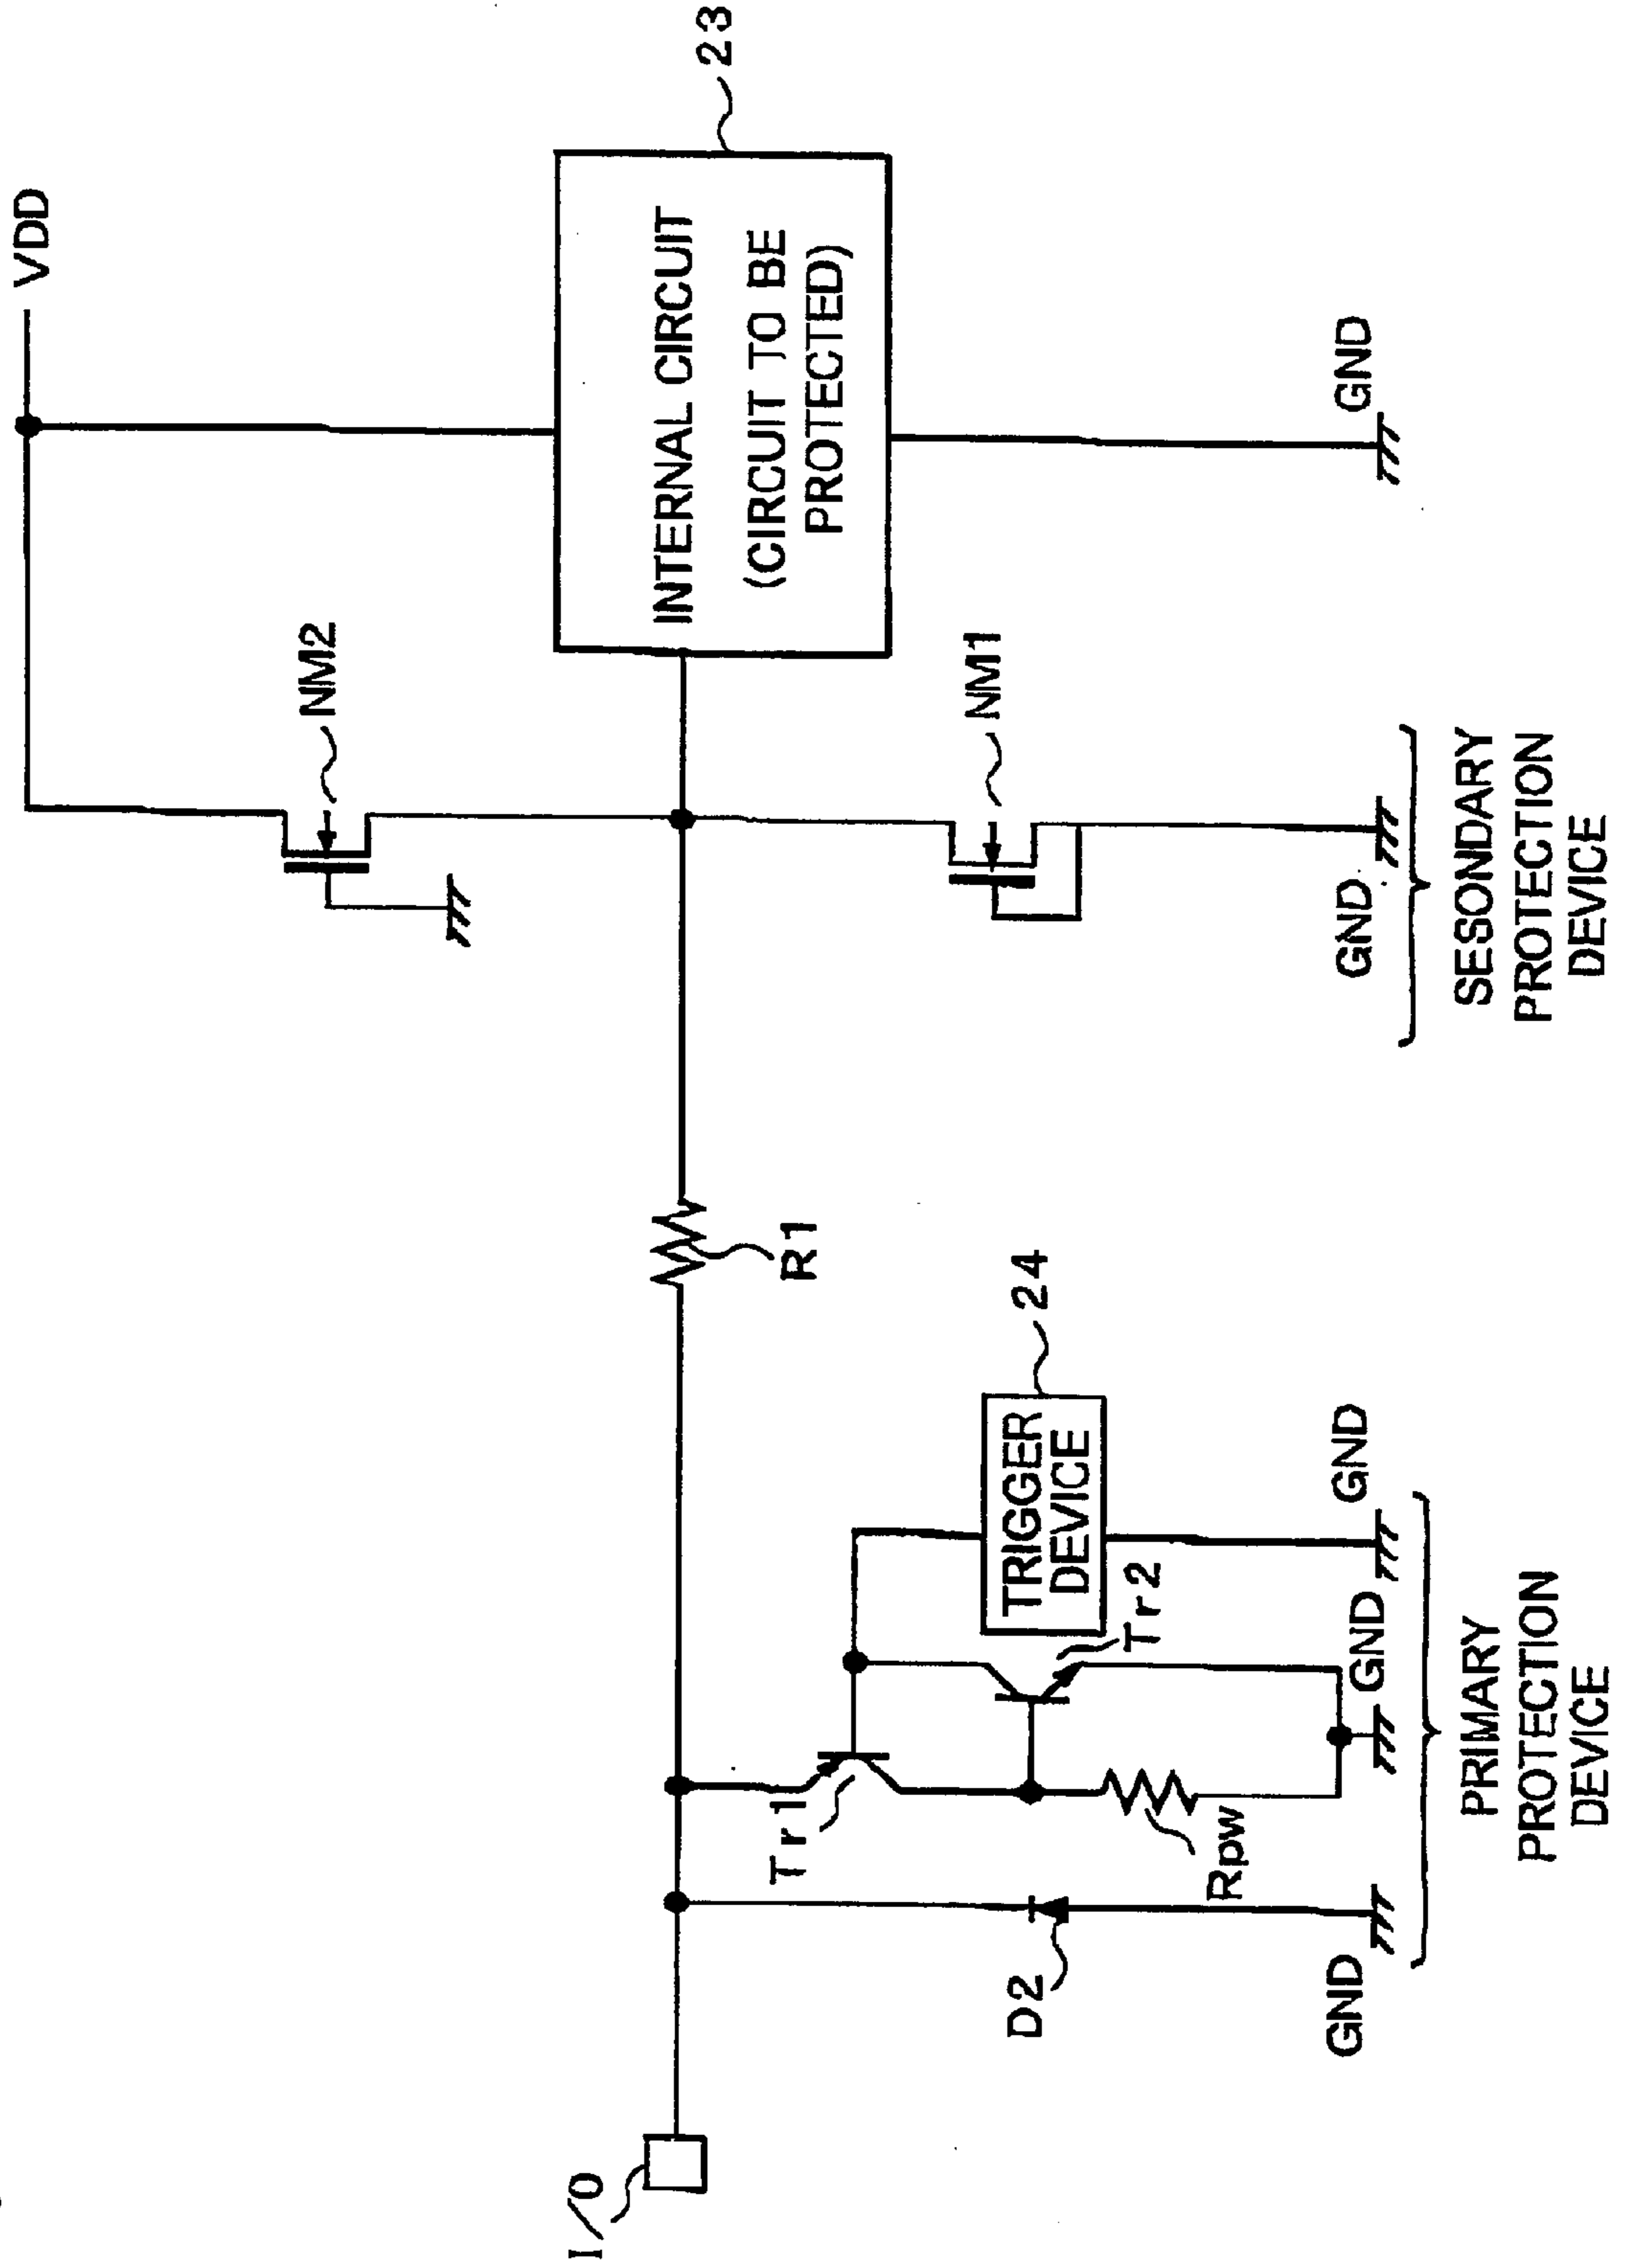 VDD
23
NM2
INTERNAL CIRCUIT
(CIRCUIT TO BE
PROTECTED)
I/O
R1
Tr1
NM1
24
TRIGGER
DEVICE
Tr2
D2
Rpw
GND
GND
GND
GND
GND
PRIMARY
PROTECTION
DEVICE
SESONDARY
PROTECTION
DEVICE